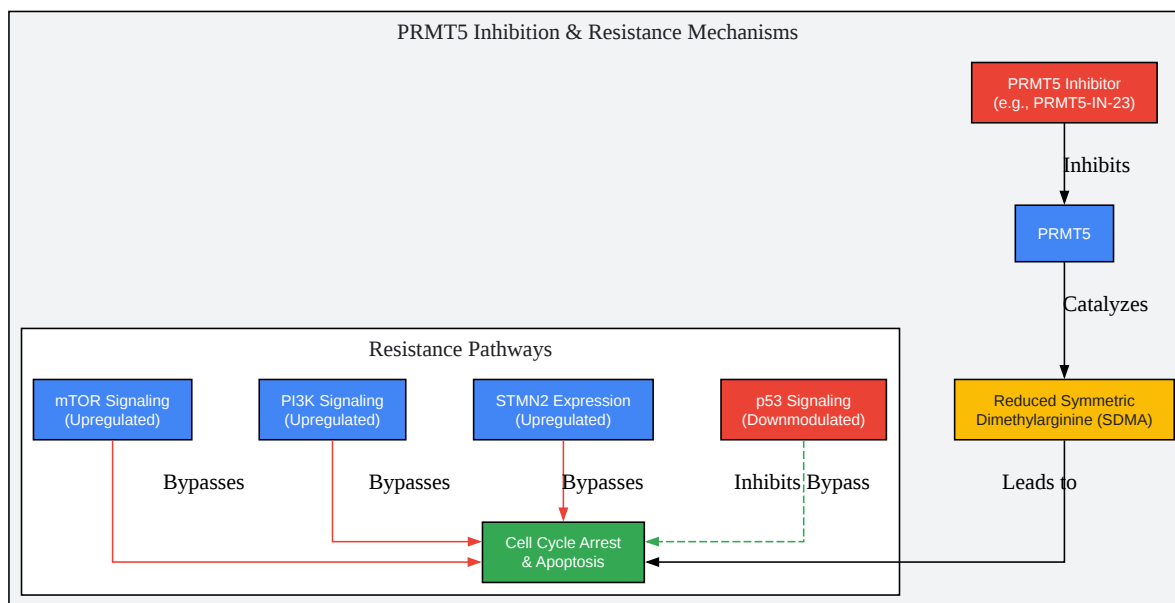 PRMT5 Inhibition & Resistance Mechanisms
PRMT5 Inhibitor
(e.g., PRMT5-IN-23)
Inhibits
PRMT5
Catalyzes
Resistance Pathways
mTOR Signaling
(Upregulated)
PI3K Signaling
(Upregulated)
STMN2 Expression
(Upregulated)
p53 Signaling
(Downmodulated)
Reduced Symmetric
Dimethylarginine (SDMA)
Bypasses
Bypasses
Bypasses
Inhibits Bypass
Leads to
Cell Cycle Arrest
& Apoptosis